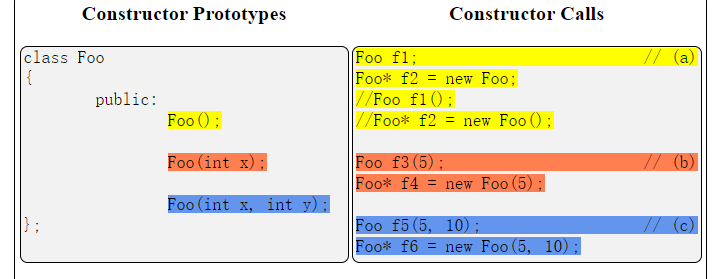 Constructor Prototypes
Constructor Calls
class Foo
{
public:
Foo();
Foo(int x);
Foo(int x, int y);
};
Foo f1; // (a)
Foo* f2 = new Foo;
//Foo f1();
//Foo* f2 = new Foo();
Foo f3(5); // (b)
Foo* f4 = new Foo(5);
Foo f5(5, 10); // (c)
Foo* f6 = new Foo(5, 10);